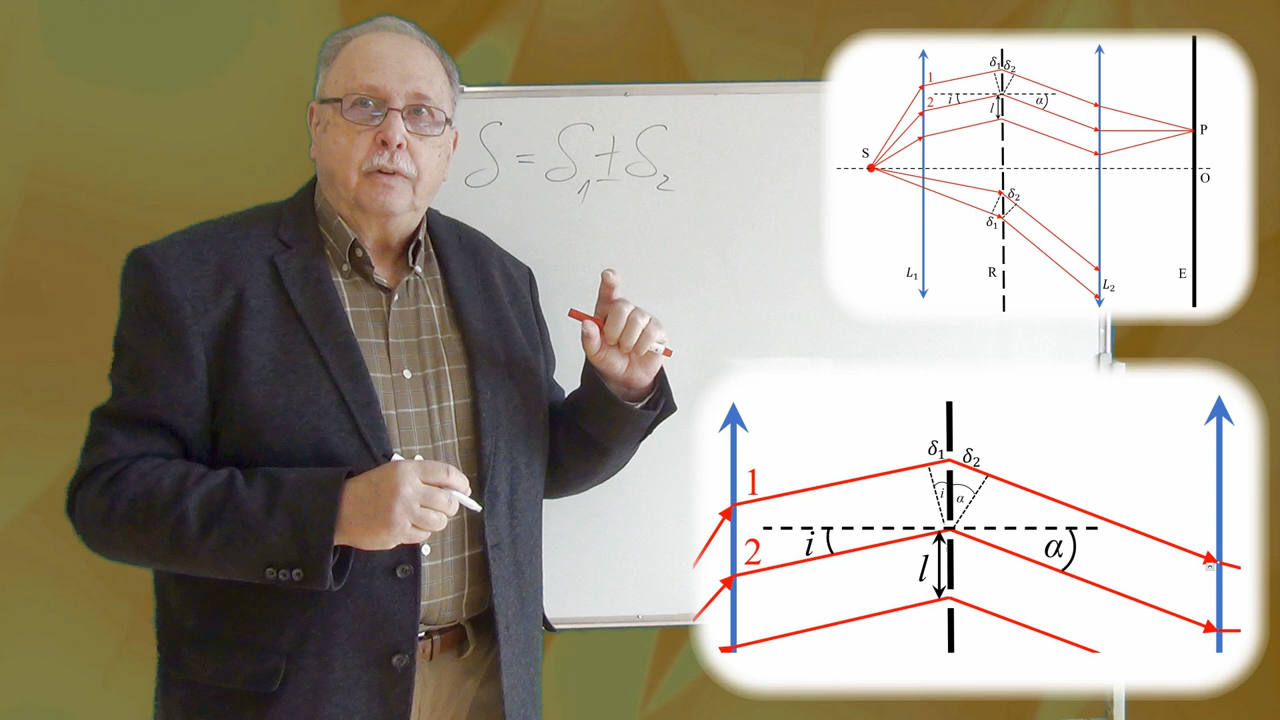 δ = δ₁ ± δ₂
δ₁ δ₂
1
2
i
α
l
S
P
O
δ₂
δ₁
L₁
R
L₂
E
δ₁ δ₂
1
i α
i
α
2
l